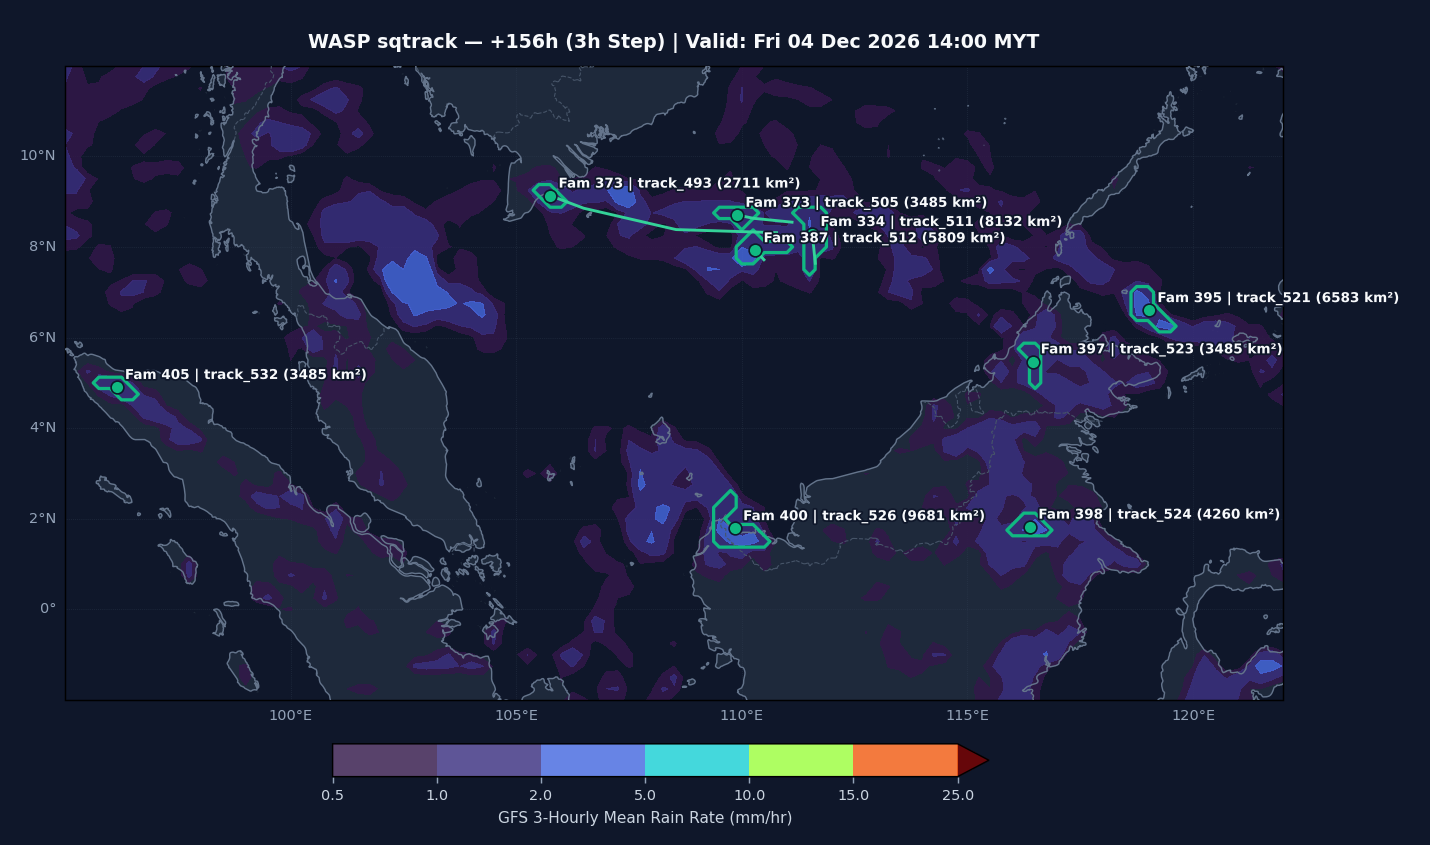 WASP sqtrack — +156h (3h Step) | Valid: Fri 04 Dec 2026 14:00 MYT
10°N
8°N
6°N
4°N
2°N
0°
Fam 373 | track_493 (2711 km²)
Fam 373 | track_505 (3485 km²)
Fam 334 | track_511 (8132 km²)
Fam 387 | track_512 (5809 km²)
Fam 395 | track_521 (6583 km²)
Fam 397 | track_523 (3485 km²)
Fam 405 | track_532 (3485 km²)
Fam 400 | track_526 (9681 km²)
Fam 398 | track_524 (4260 km²)
100°E 105°E 110°E 115°E 120°E
0.5 1.0 2.0 5.0 10.0 15.0 25.0
GFS 3-Hourly Mean Rain Rate (mm/hr)